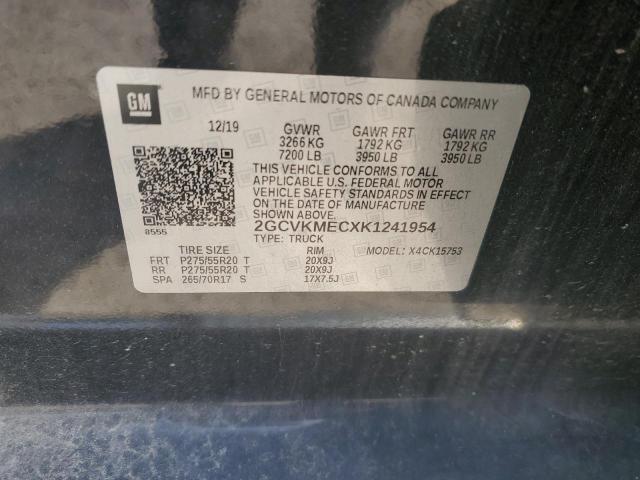 GM
MFD BY GENERAL MOTORS OF CANADA COMPANY
12/19 GVWR GAWR FRT GAWR RR
3266 KG 1792 KG 1792 KG
7200 LB 3950 LB 3950 LB
THIS VEHICLE CONFORMS TO ALL
APPLICABLE U.S. FEDERAL MOTOR
VEHICLE SAFETY STANDARDS IN EFFECT
ON THE DATE OF MANUFACTURE
SHOWN ABOVE.
8555 2GCVKMECXK1241954
TYPE: TRUCK MODEL: X4CK15753
TIRE SIZE RIM
FRT P275/55R20 T 20X9J
RR P275/55R20 T 20X9J
SPA 265/70R17 S 17X7.5J